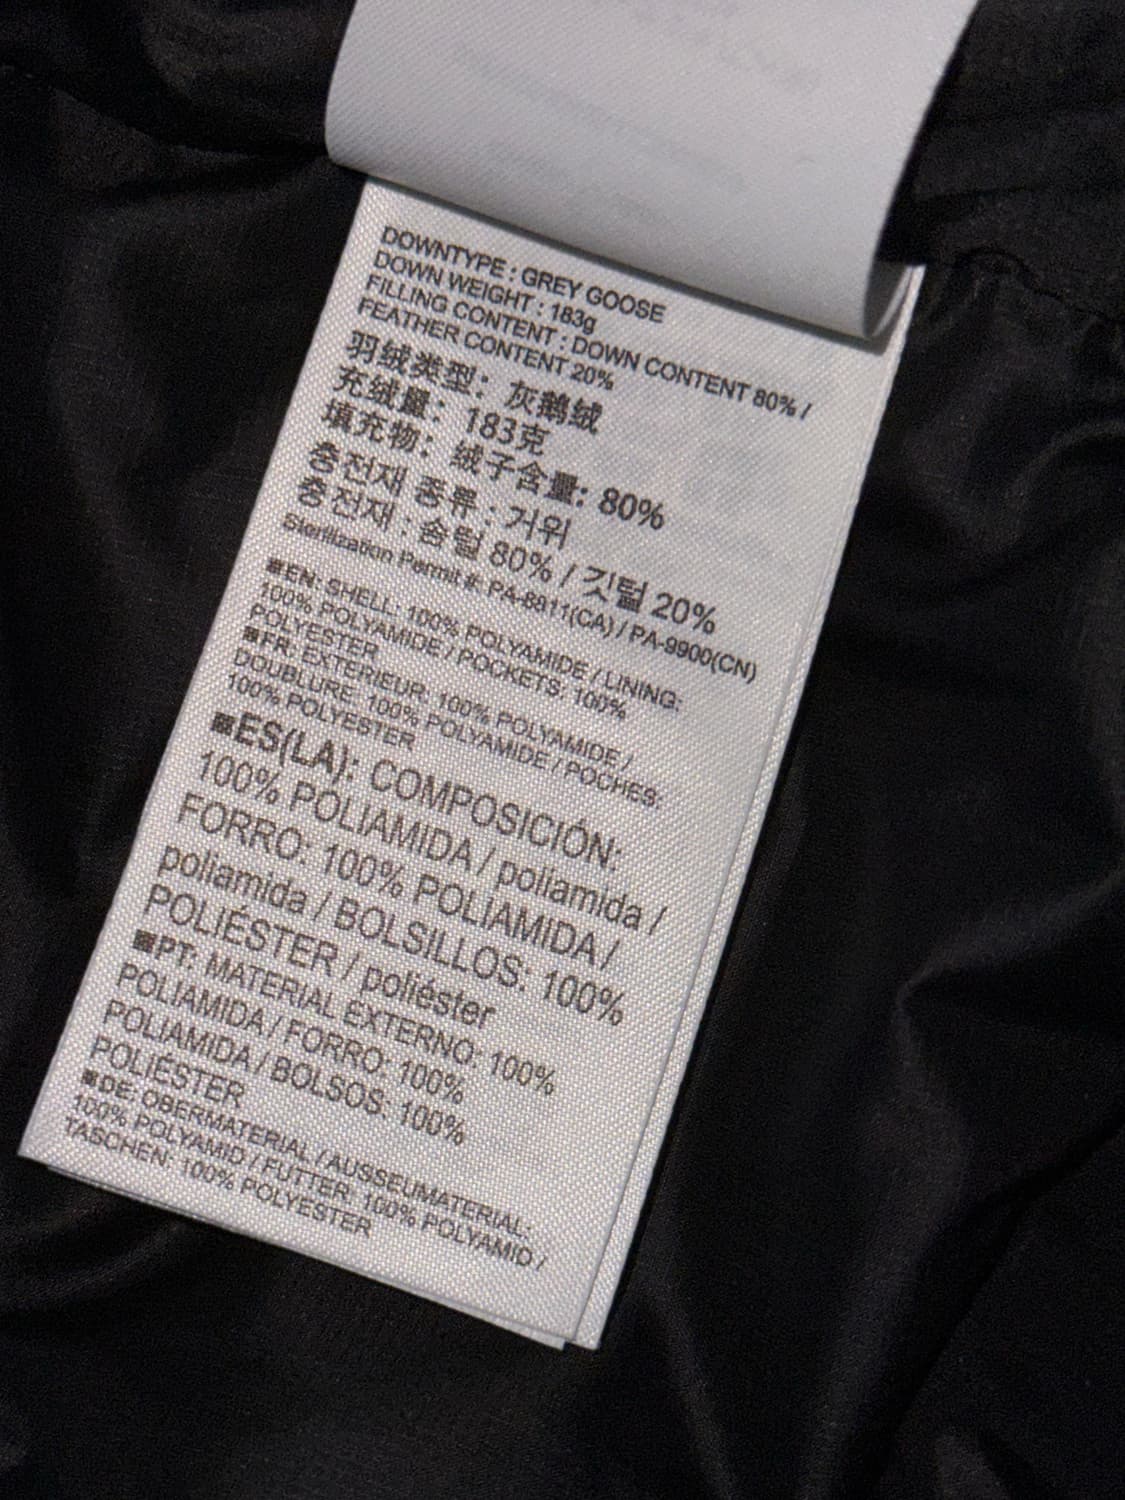 DOWNTYPE : GREY GOOSE
DOWN WEIGHT : 183g
FILLING CONTENT : DOWN CONTENT 80% /
FEATHER CONTENT 20%
羽绒类型: 灰鹅绒
充绒量: 183克
填充物: 绒子含量: 80%
충전재 종류 : 거위
충전재 : 솜털 80% / 깃털 20%
Sterilization Permit #: PA-8811(CA) / PA-9900(CN)
■EN: SHELL: 100% POLYAMIDE / LINING:
100% POLYAMIDE / POCKETS: 100%
POLYESTER
■FR: EXTERIEUR: 100% POLYAMIDE /
DOUBLURE: 100% POLYAMIDE / POCHES:
100% POLYESTER
■ES(LA): COMPOSICIÓN:
100% POLIAMIDA / poliamida /
FORRO: 100% POLIAMIDA /
poliamida / BOLSILLOS: 100%
POLIÉSTER / poliéster
■PT: MATERIAL EXTERNO: 100%
POLIAMIDA / FORRO: 100%
POLIAMIDA / BOLSOS: 100%
POLIÉSTER
■DE: OBERMATERIAL / AUSSEUMATERIAL:
100% POLYAMID / FUTTER: 100% POLYAMID /
TASCHEN: 100% POLYESTER